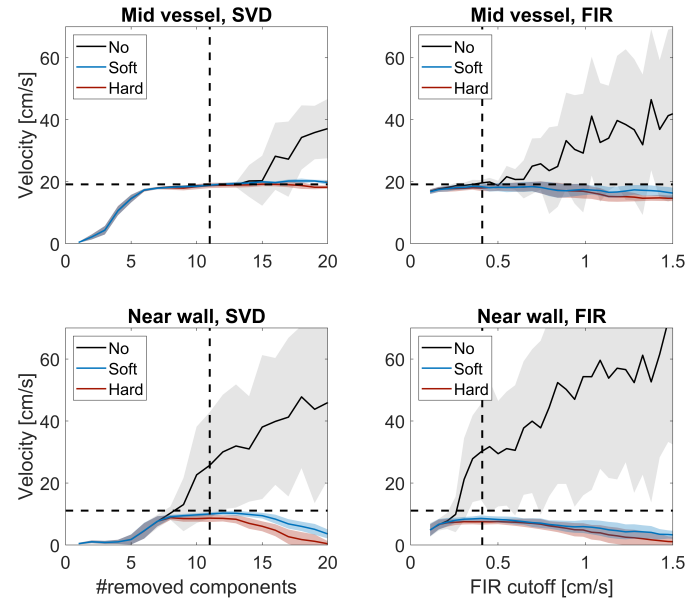 Mid vessel, SVD
Velocity [cm/s]
60
40
20
0
No
Soft
Hard
0
5
10
15
20
Mid vessel, FIR
60
40
20
0
No
Soft
Hard
0
0.5
1
1.5
Near wall, SVD
Velocity [cm/s]
60
40
20
0
No
Soft
Hard
0
5
10
15
20
#removed components
Near wall, FIR
60
40
20
0
No
Soft
Hard
0
0.5
1
1.5
FIR cutoff [cm/s]